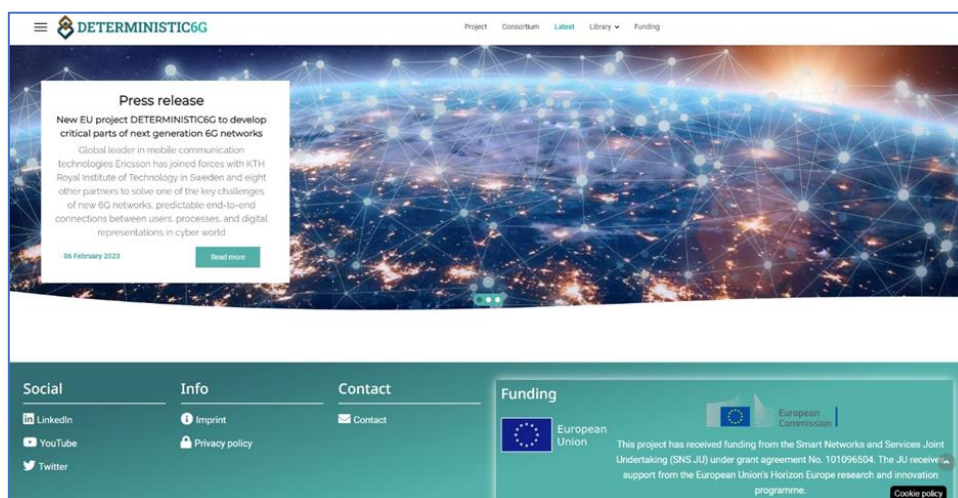 DETERMINISTIC6G
Project Consortium Latest Library Funding
Press release
New EU project DETERMINISTIC6G to develop
critical parts of next generation 6G networks
Global leader in mobile communication
technologies Ericsson has joined forces with KTH
Royal Institute of Technology in Sweden and eight
other partners to solve one of the key challenges
of new 6G networks, predictable end-to-end
connections between users, processes, and digital
representations in cyber world
06 February 2023
Read more
Social
LinkedIn
YouTube
Twitter
Info
Imprint
Privacy policy
Contact
Contact
Funding
European
Union
European
Commission
This project has received funding from the Smart Networks and Services Joint
Undertaking (SNS JU) under grant agreement No. 101096504. The JU receives
support from the European Union's Horizon Europe research and innovation
programme.
Cookie policy